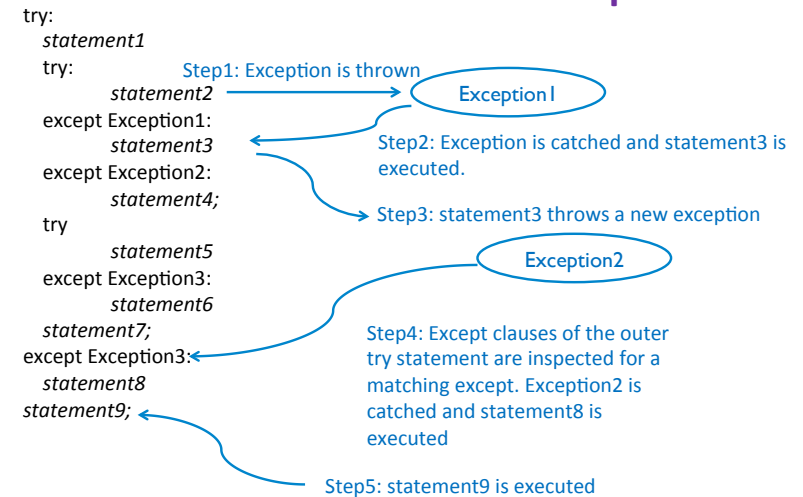 try:
statement1
try:
statement2
except Exception1:
statement3
except Exception2:
statement4;
try
statement5
except Exception3:
statement6
statement7;
except Exception3:
statement8
statement9;
Step1: Exception is thrown
Exception1
Step2: Exception is catched and statement3 is
executed.
Step3: statement3 throws a new exception
Exception2
Step4: Except clauses of the outer
try statement are inspected for a
matching except. Exception2 is
catched and statement8 is
executed
Step5: statement9 is executed